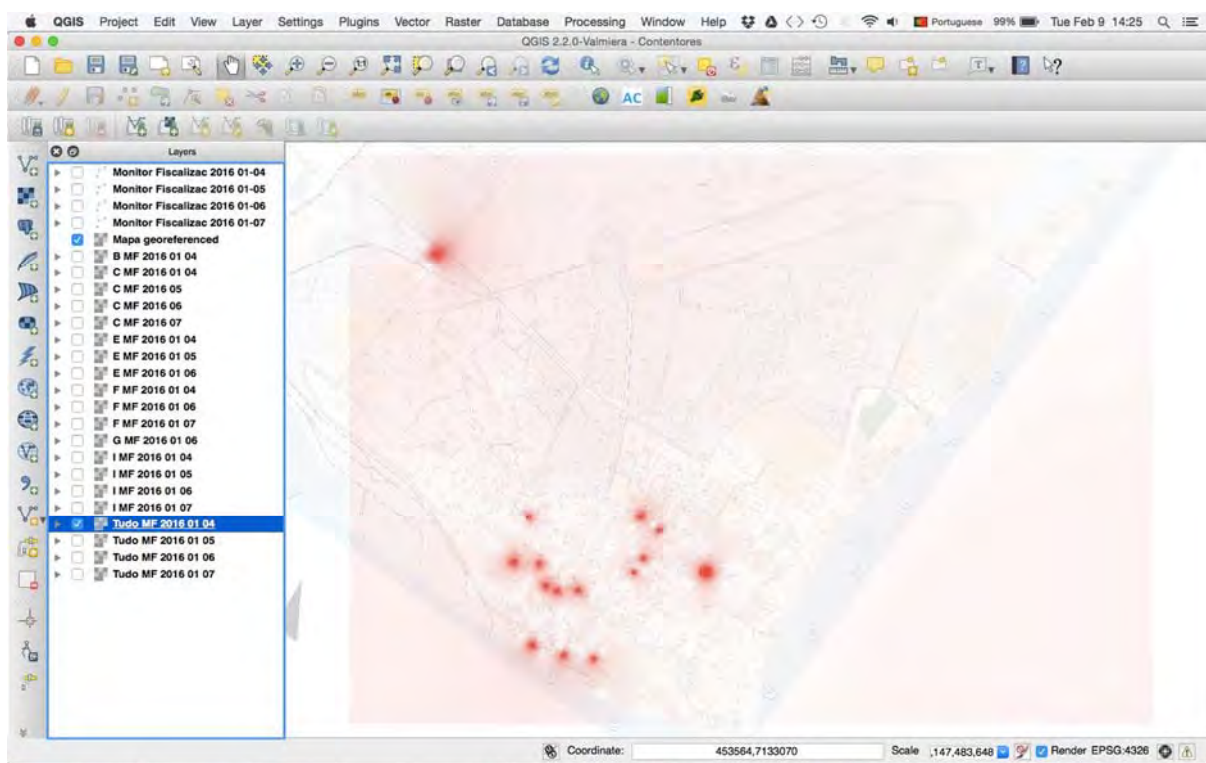 QGIS Project Edit View Layer Settings Plugins Vector Raster Database Processing Window Help Portuguese 99% Tue Feb 9 14:25
QGIS 2.2.0-Valmiera - Contentores
AC
Layers
Monitor Fiscalizac 2016 01-04
Monitor Fiscalizac 2016 01-05
Monitor Fiscalizac 2016 01-06
Monitor Fiscalizac 2016 01-07
Mapa georeferenced
B MF 2016 01 04
C MF 2016 01 04
C MF 2016 05
C MF 2016 06
C MF 2016 07
E MF 2016 01 04
E MF 2016 01 05
E MF 2016 01 06
F MF 2016 01 04
F MF 2016 01 06
F MF 2016 01 07
G MF 2016 01 06
I MF 2016 01 04
I MF 2016 01 05
I MF 2016 01 06
I MF 2016 01 07
Tudo MF 2016 01 04
Tudo MF 2016 01 05
Tudo MF 2016 01 06
Tudo MF 2016 01 07
Coordinate: 453564,7133070 Scale ,147,483,648 Render EPSG:4326